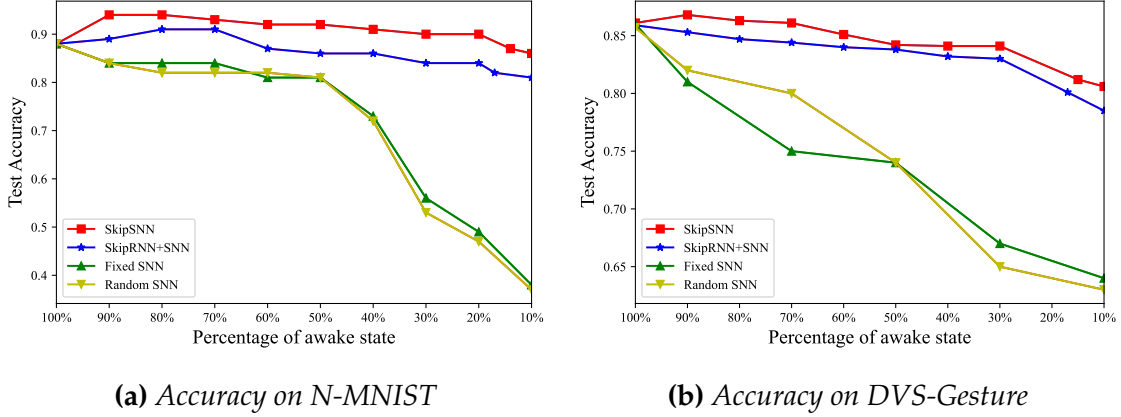 0.9
0.8
0.7
0.6
0.5
0.4
Test Accuracy
SkipSNN
SkipRNN+SNN
Fixed SNN
Random SNN
100% 90% 80% 70% 60% 50% 40% 30% 20% 10%
Percentage of awake state
(a) Accuracy on N-MNIST
0.85
0.80
0.75
0.70
0.65
Test Accuracy
SkipSNN
SkipRNN+SNN
Fixed SNN
Random SNN
100% 90% 80% 70% 60% 50% 40% 30% 20% 10%
Percentage of awake state
(b) Accuracy on DVS-Gesture